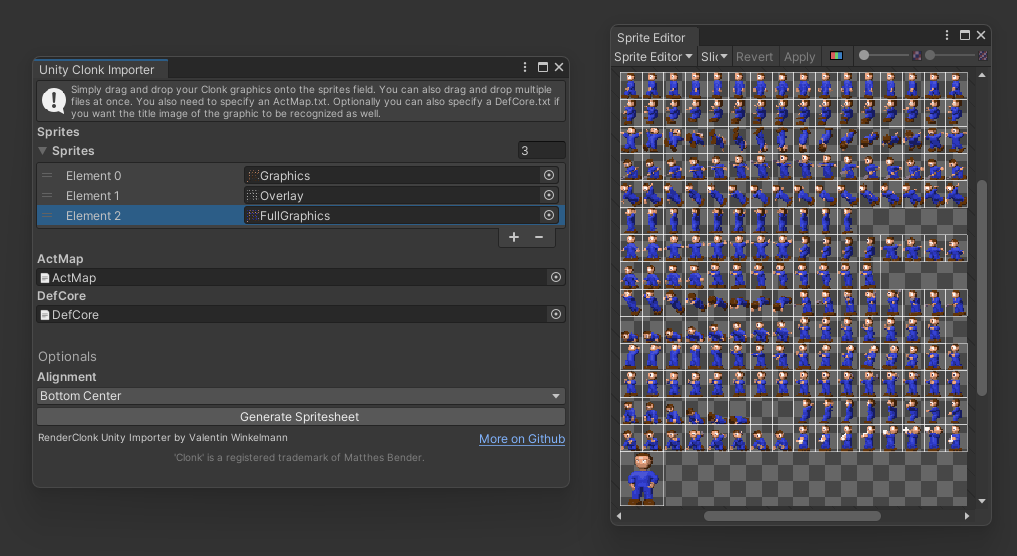 Unity Clonk Importer
Simply drag and drop your Clonk graphics onto the sprites field. You can also drag and drop multiple
files at once. You also need to specify an ActMap.txt. Optionally you can also specify a DefCore.txt if
you want the title image of the graphic to be recognized as well.
Sprites
Sprites 3
Element 0 Graphics
Element 1 Overlay
Element 2 FullGraphics
+ −
ActMap
ActMap
DefCore
DefCore
Optionals
Alignment
Bottom Center
Generate Spritesheet
RenderClonk Unity Importer by Valentin Winkelmann More on Github
'Clonk' is a registered trademark of Matthes Bender.
Sprite Editor
Sprite Editor Slic Revert Apply